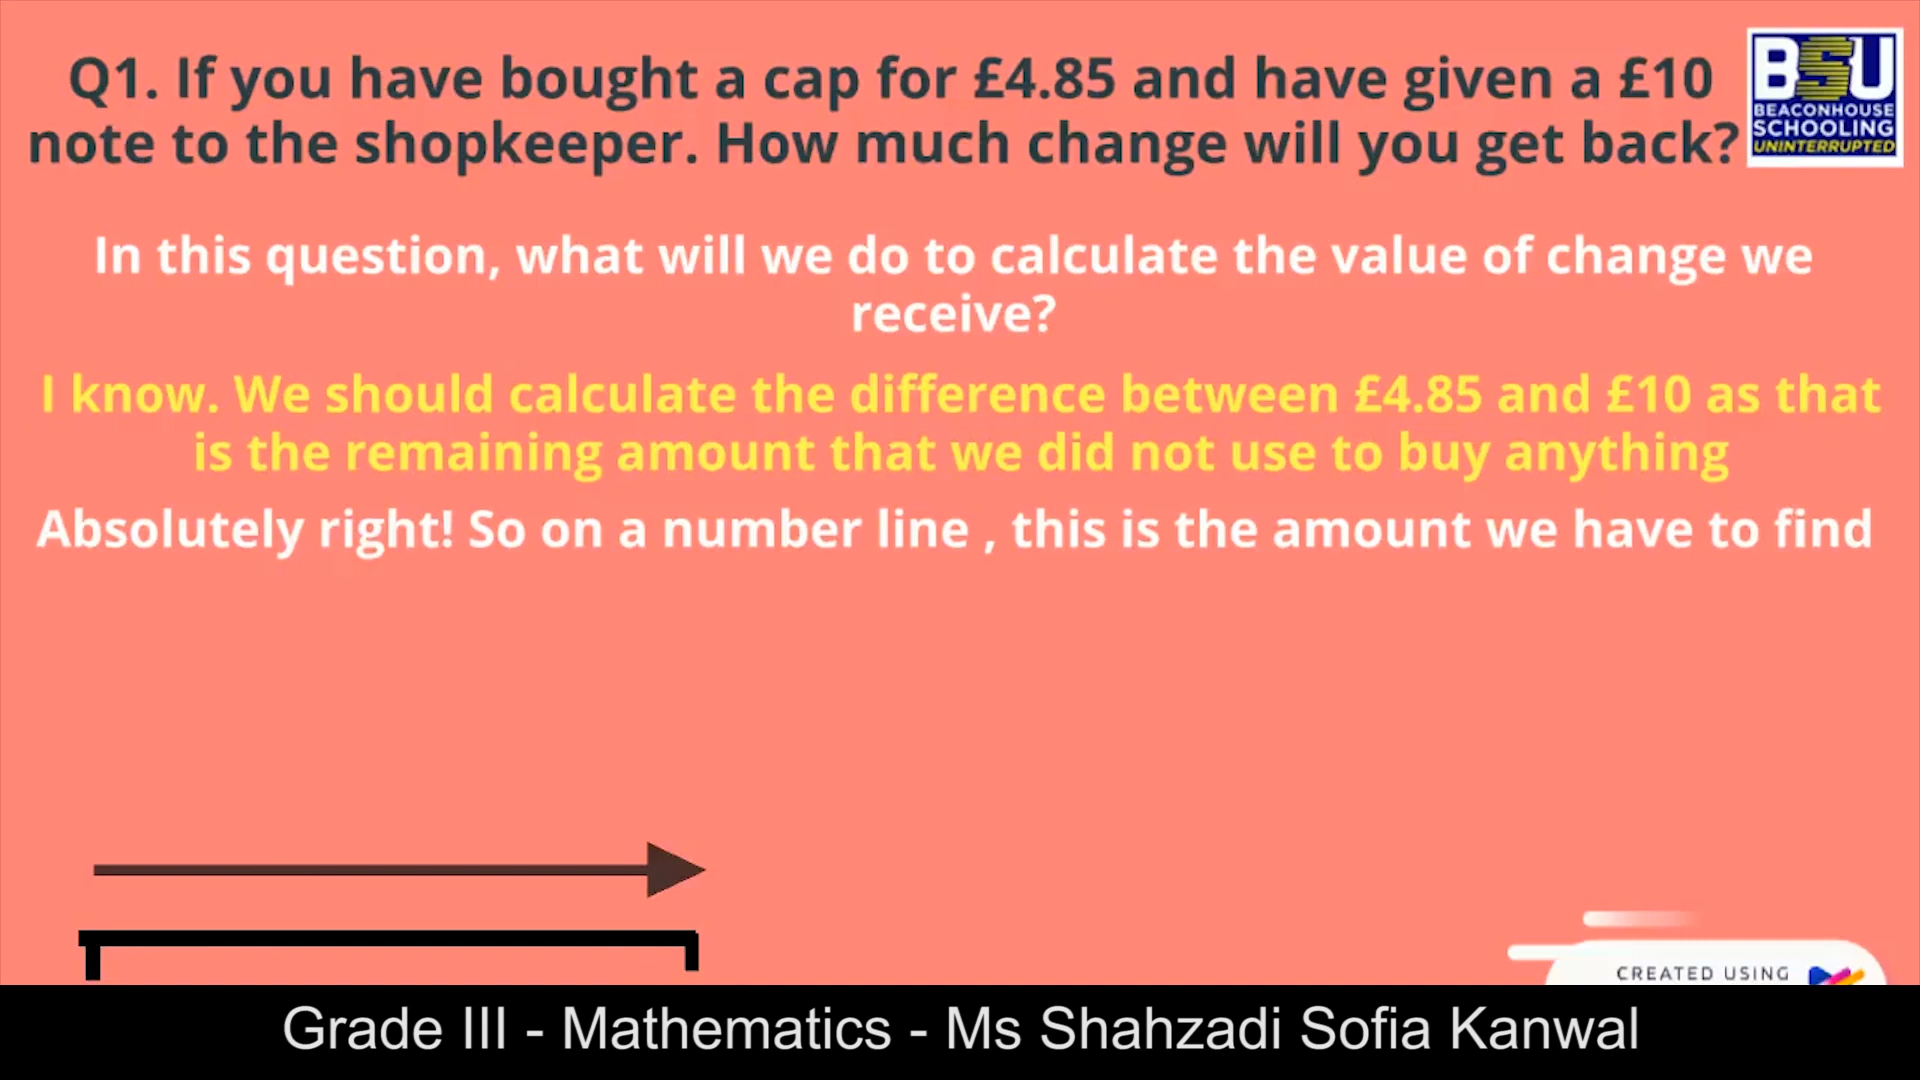 Q1. If you have bought a cap for £4.85 and have given a £10
note to the shopkeeper. How much change will you get back?
BSU
BEACONHOUSE
SCHOOLING
UNINTERRUPTED
In this question, what will we do to calculate the value of change we
receive?
I know. We should calculate the difference between £4.85 and £10 as that
is the remaining amount that we did not use to buy anything
Absolutely right! So on a number line , this is the amount we have to find
CREATED USING
Grade III - Mathematics - Ms Shahzadi Sofia Kanwal